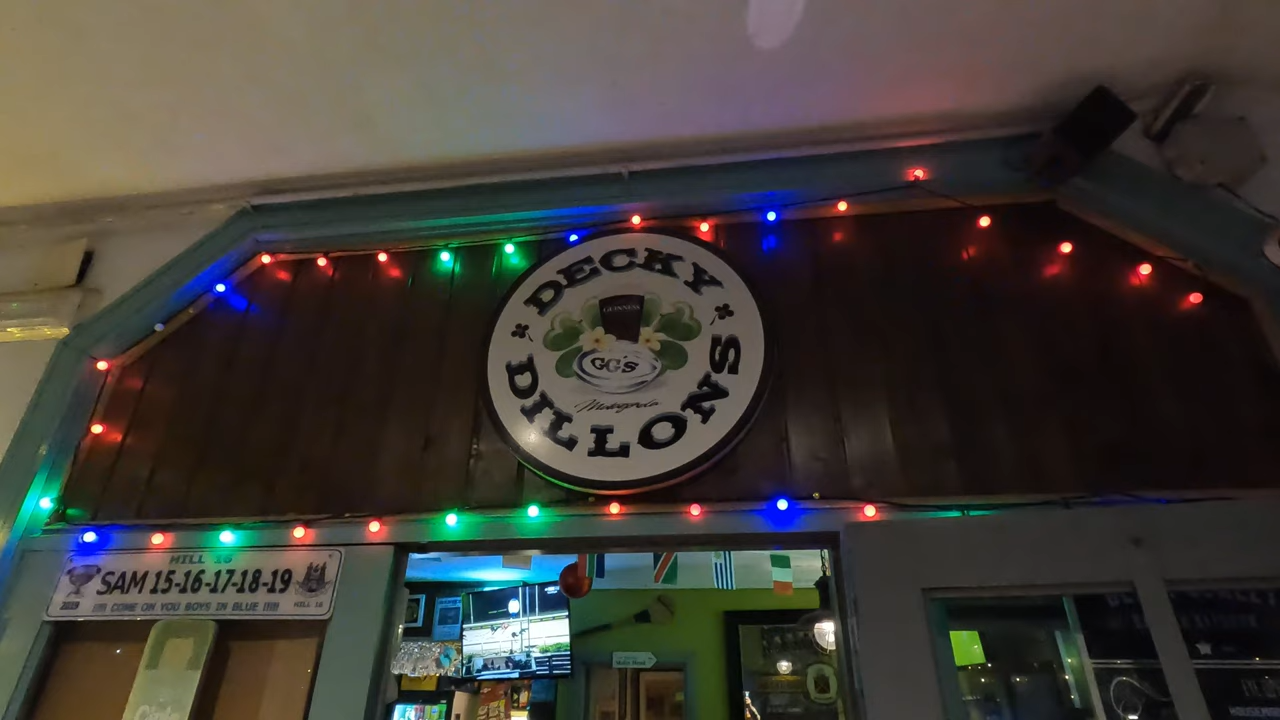 DECKY
GUINNESS
GG'S
DILLONS
HILL 16
SAM 15-16-17-18-19
2019
!!!! COME ON YOU BOYS IN BLUE !!!!!
HILL 16